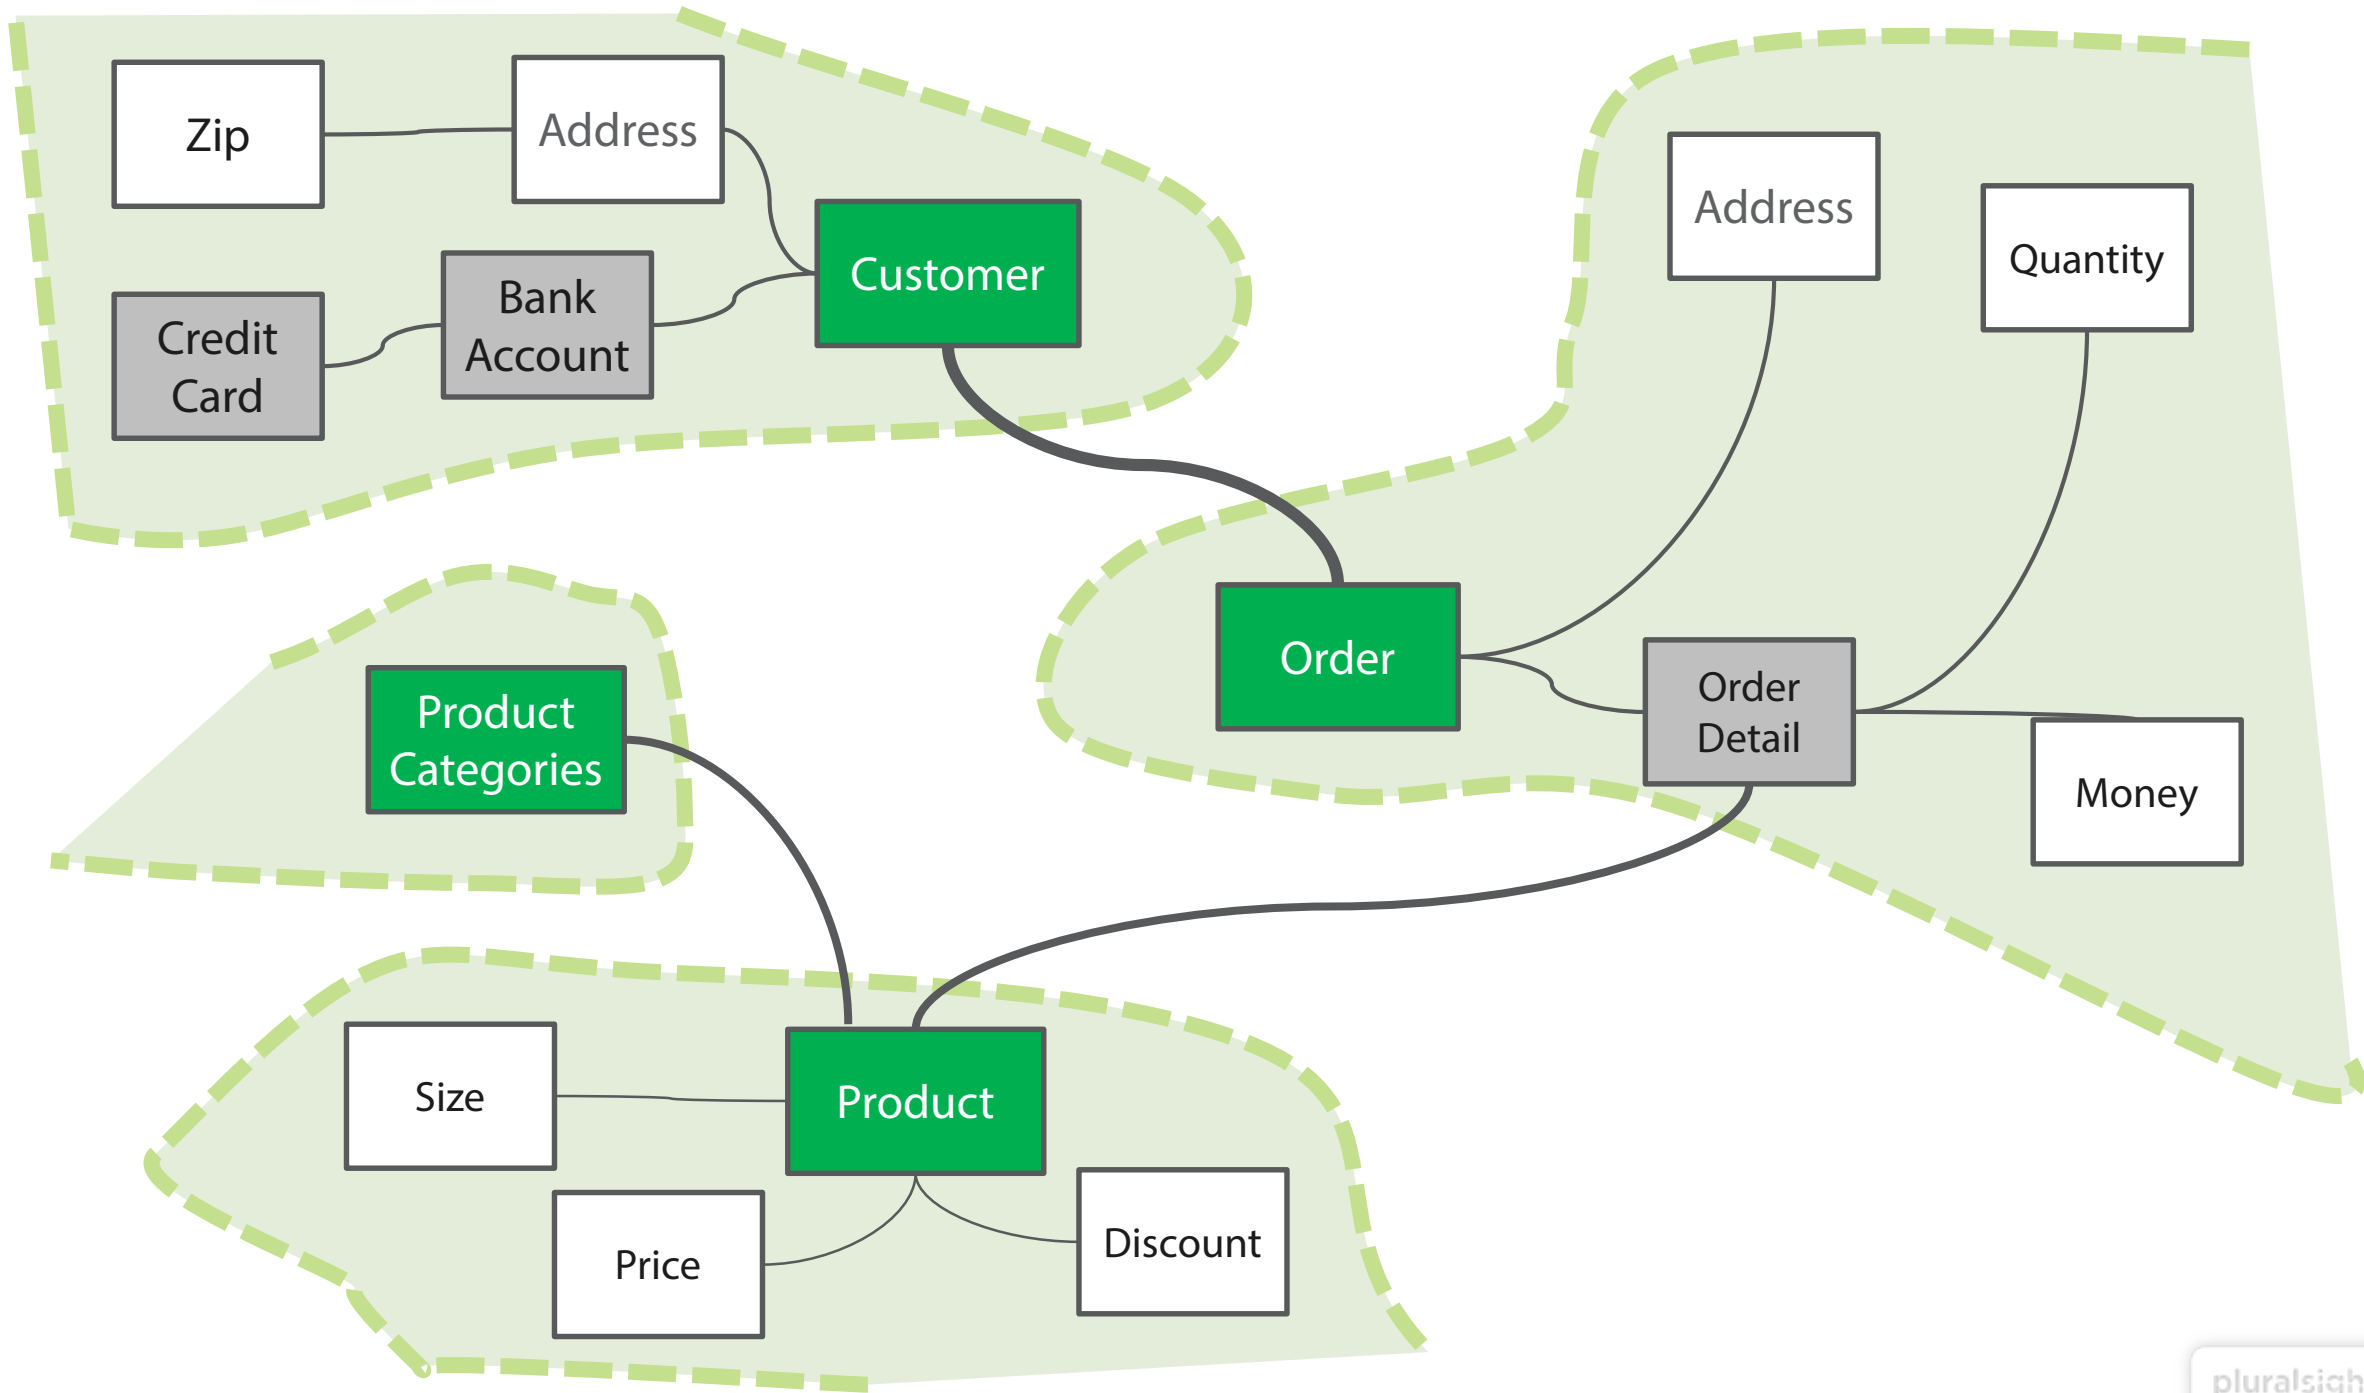 Zip
Address
Customer
Bank
Account
Credit
Card
Address
Quantity
Order
Order
Detail
Money
Product
Categories
Size
Product
Price
Discount